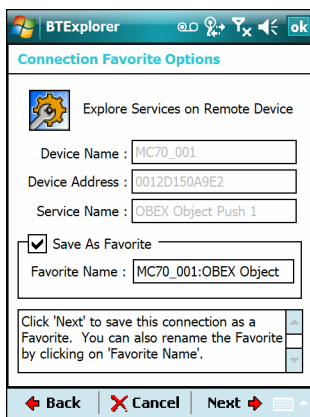 BTExplorer ok
Connection Favorite Options
Explore Services on Remote Device
Device Name : MC70_001
Device Address : 0012D150A9E2
Service Name : OBEX Object Push 1
Save As Favorite
Favorite Name : MC70_001:OBEX Object
Click 'Next' to save this connection as a
Favorite. You can also rename the Favorite
by clicking on 'Favorite Name'.
Back Cancel Next